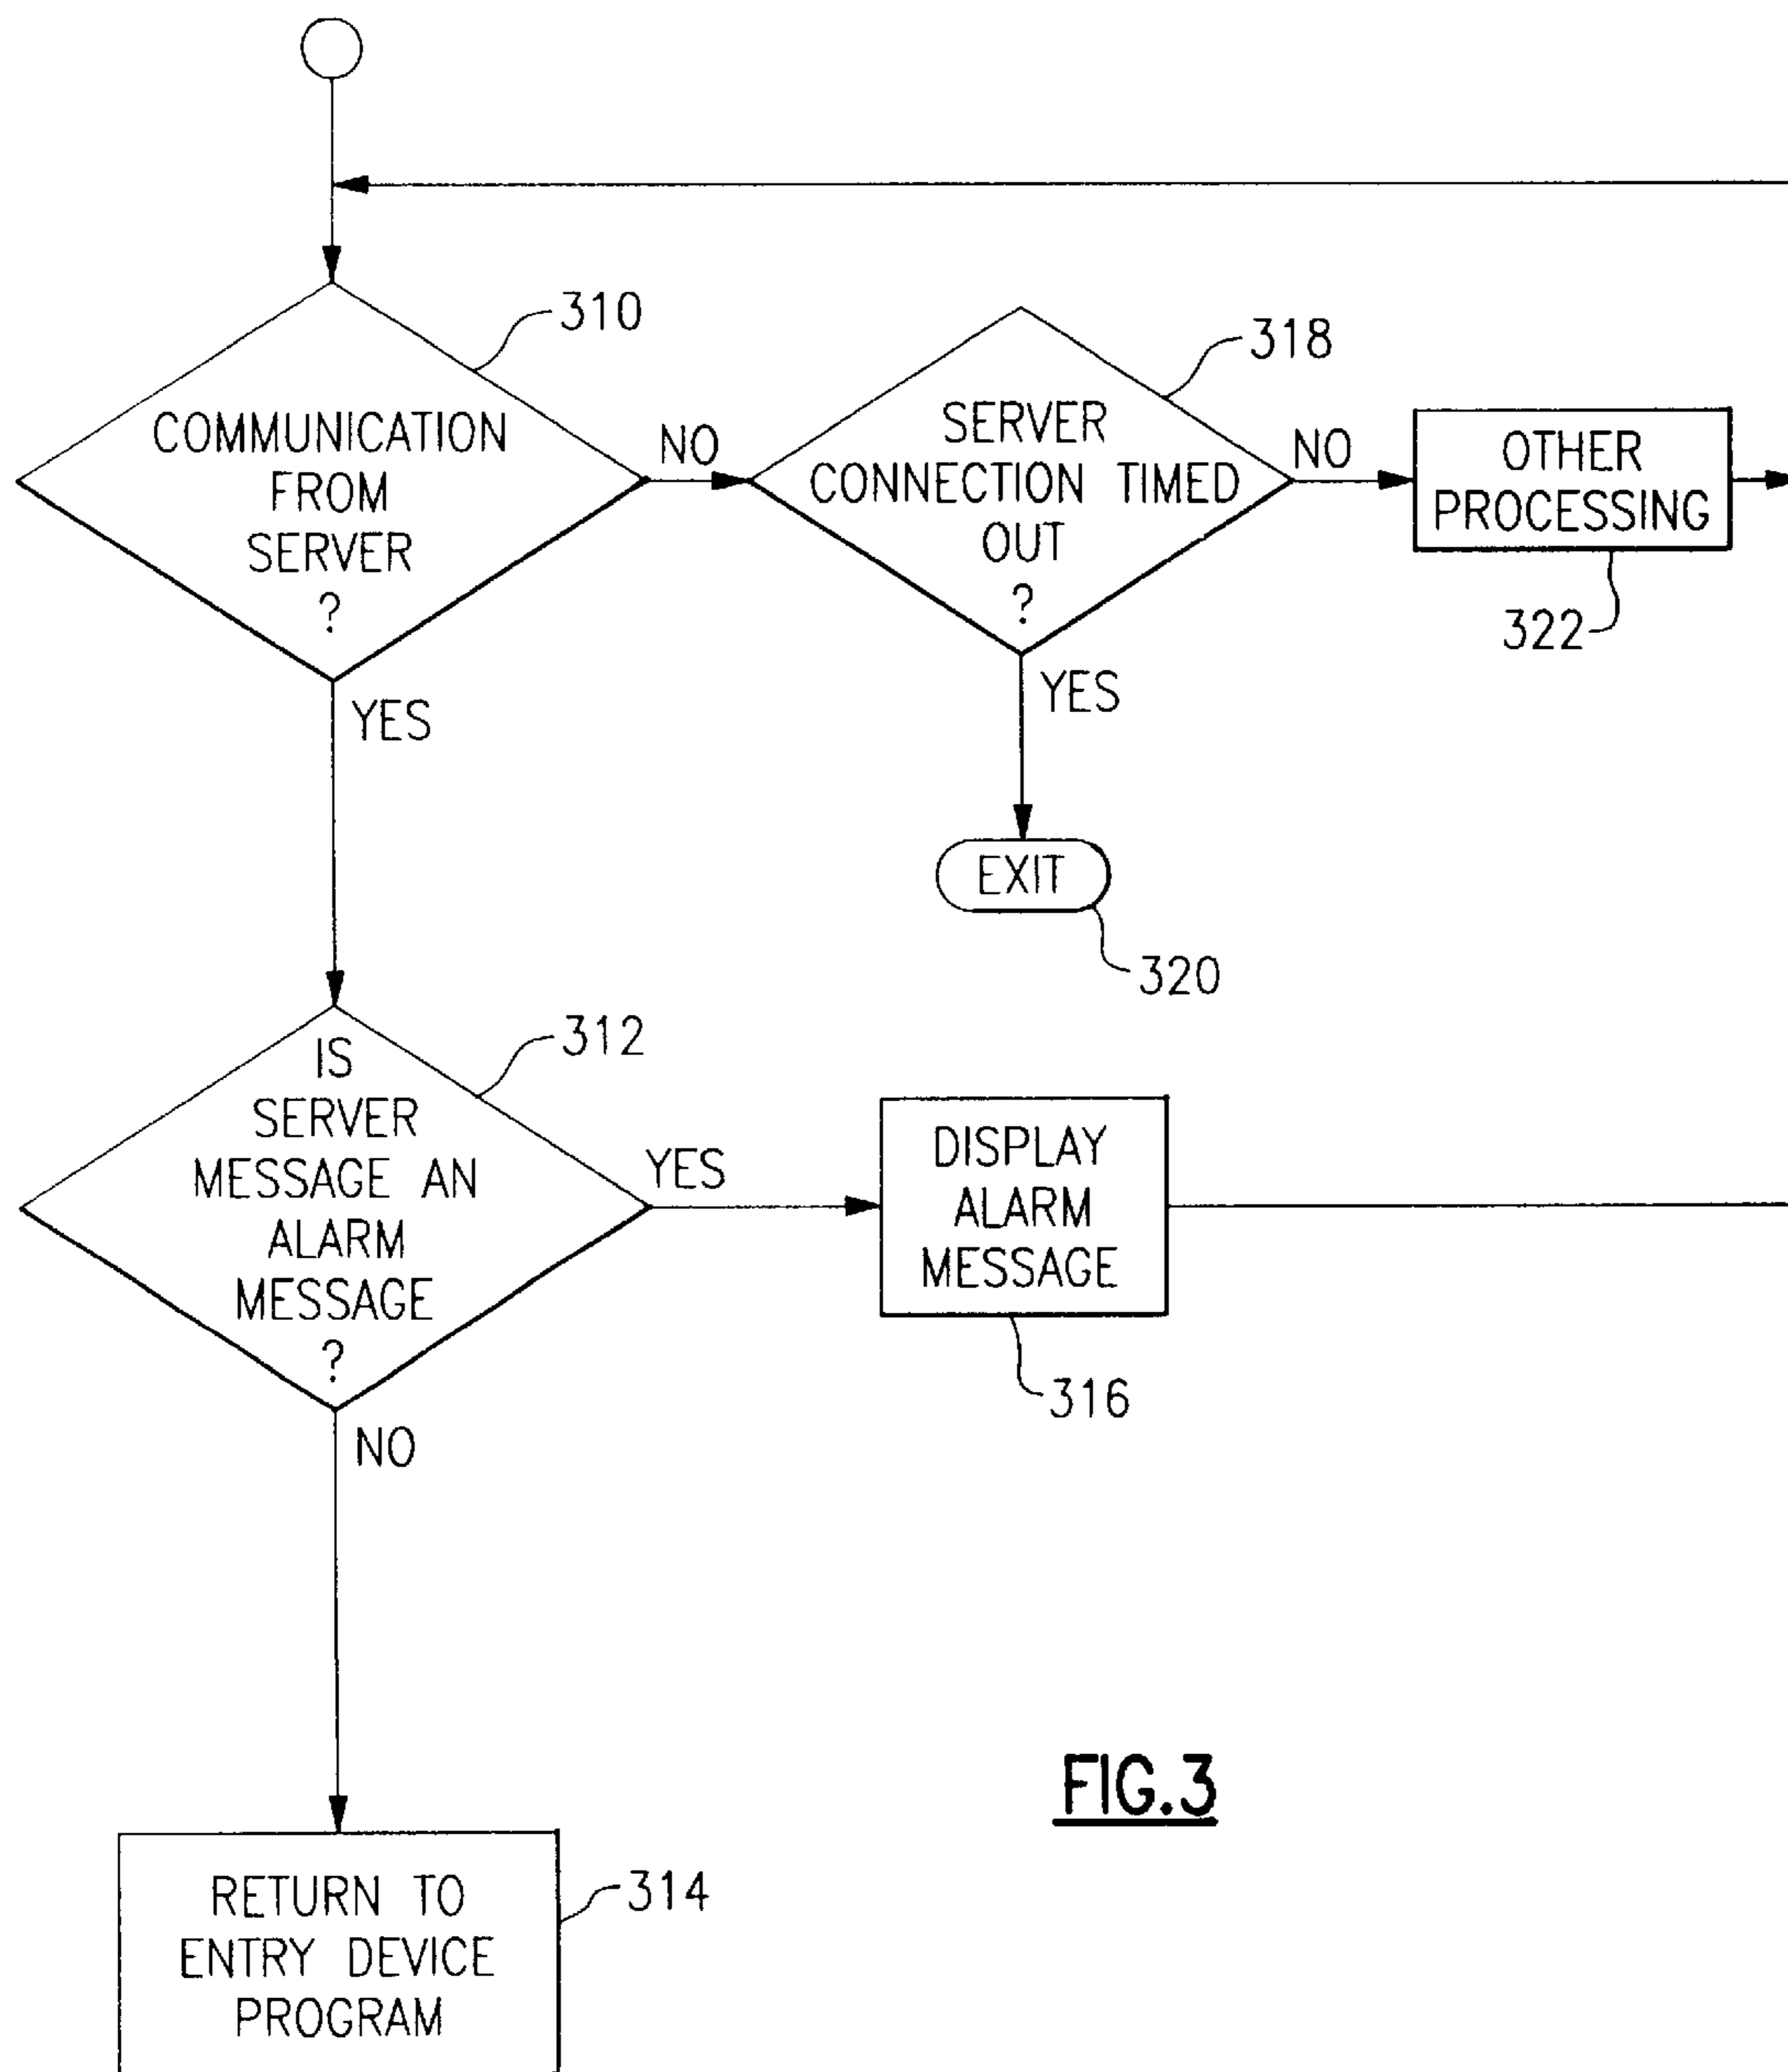 310
COMMUNICATION
FROM
SERVER
?
NO
YES
318
SERVER
CONNECTION TIMED
OUT
?
NO
YES
OTHER
PROCESSING
322
EXIT
320
312
IS
SERVER
MESSAGE AN
ALARM
MESSAGE
?
YES
NO
DISPLAY
ALARM
MESSAGE
316
RETURN TO
ENTRY DEVICE
PROGRAM
314
FIG.3